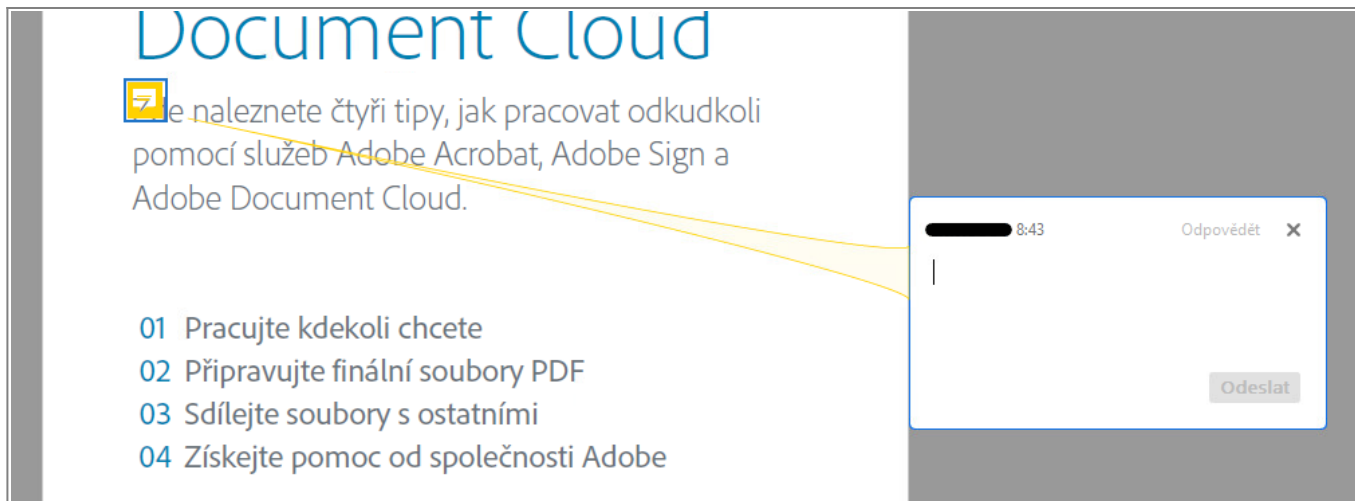 Document Cloud
Zde naleznete čtyři tipy, jak pracovat odkudkoli
pomocí služeb Adobe Acrobat, Adobe Sign a
Adobe Document Cloud.
01 Pracujte kdekoli chcete
02 Připravujte finální soubory PDF
03 Sdílejte soubory s ostatními
04 Získejte pomoc od společnosti Adobe
8:43 Odpovědět
Odeslat